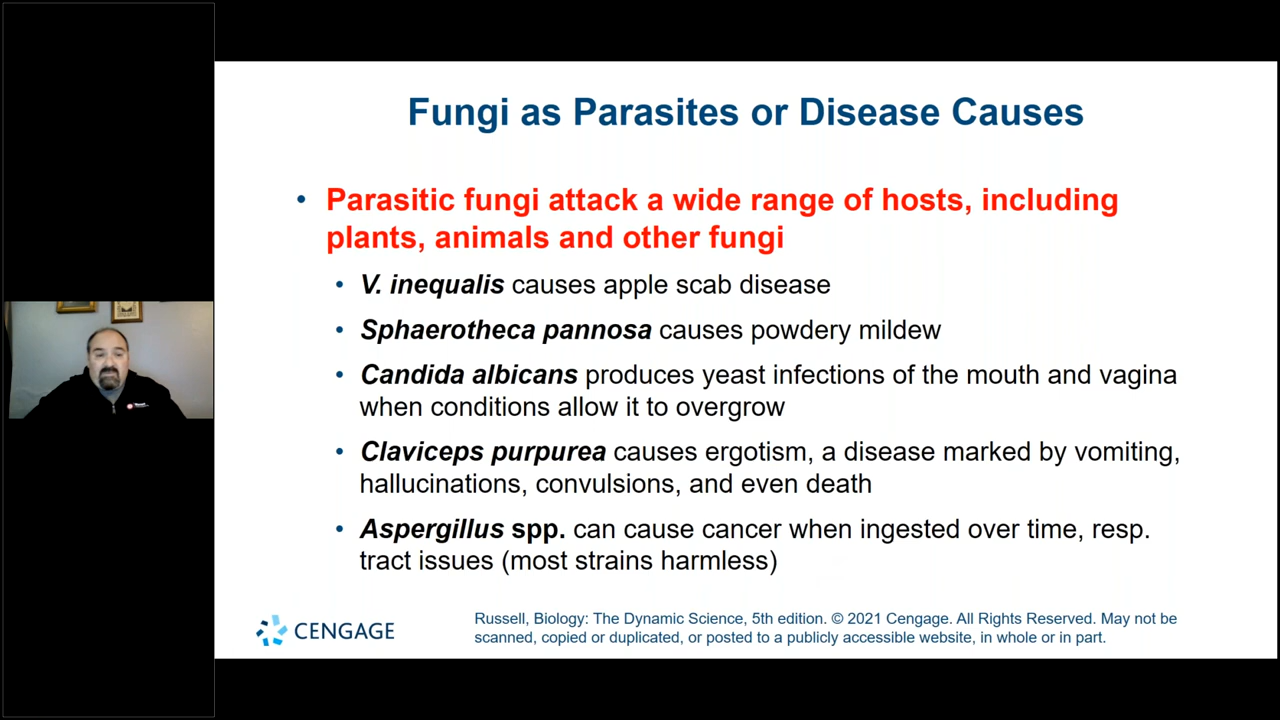 Fungi as Parasites or Disease Causes
• Parasitic fungi attack a wide range of hosts, including
plants, animals and other fungi
• V. inequalis causes apple scab disease
• Sphaerotheca pannosa causes powdery mildew
• Candida albicans produces yeast infections of the mouth and vagina
when conditions allow it to overgrow
• Claviceps purpurea causes ergotism, a disease marked by vomiting,
hallucinations, convulsions, and even death
• Aspergillus spp. can cause cancer when ingested over time, resp.
tract issues (most strains harmless)
CENGAGE
Russell, Biology: The Dynamic Science, 5th edition. © 2021 Cengage. All Rights Reserved. May not be
scanned, copied or duplicated, or posted to a publicly accessible website, in whole or in part.